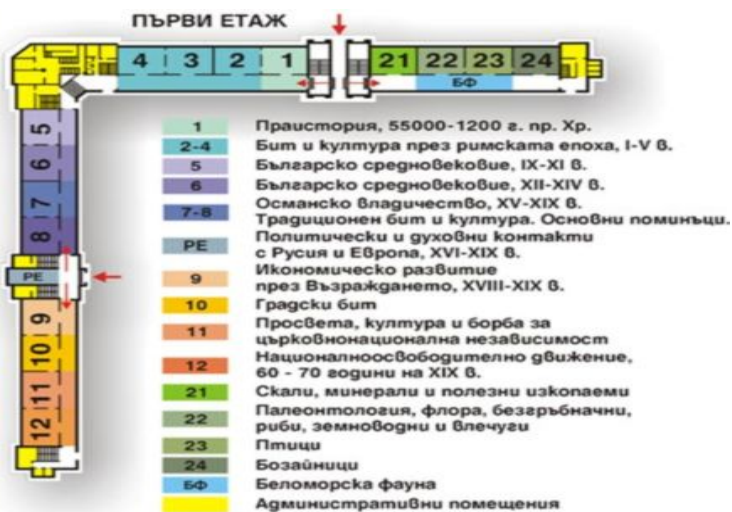 ПЪРВИ ЕТАЖ
4 3 2 1 21 22 23 24
БФ
5
6
7
8
РЕ
9
10
11
12
1 Праистория, 55000-1200 г. пр. Хр.
2-4 Бит и култура през римската епоха, I-V в.
5 Българско средновековие, IX-XI в.
6 Българско средновековие, XII-XIV в.
7-8 Османско владичество, XV-XIX в.
Традиционен бит и култура. Основни поминъци.
РЕ Политически и духовни контакти
с Русия и Европа, XVI-XIX в.
9 Икономическо развитие
през Възраждането, XVIII-XIX в.
10 Градски бит
11 Просвета, култура и борба за
църковнонационална независимост
12 Националноосвободително движение,
60 - 70 години на XIX в.
21 Скали, минерали и полезни изкопаеми
22 Палеонтология, флора, безгръбначни,
риби, земноводни и влечуги
23 Птици
24 Бозайници
БФ Беломорска фауна
Административни помещения